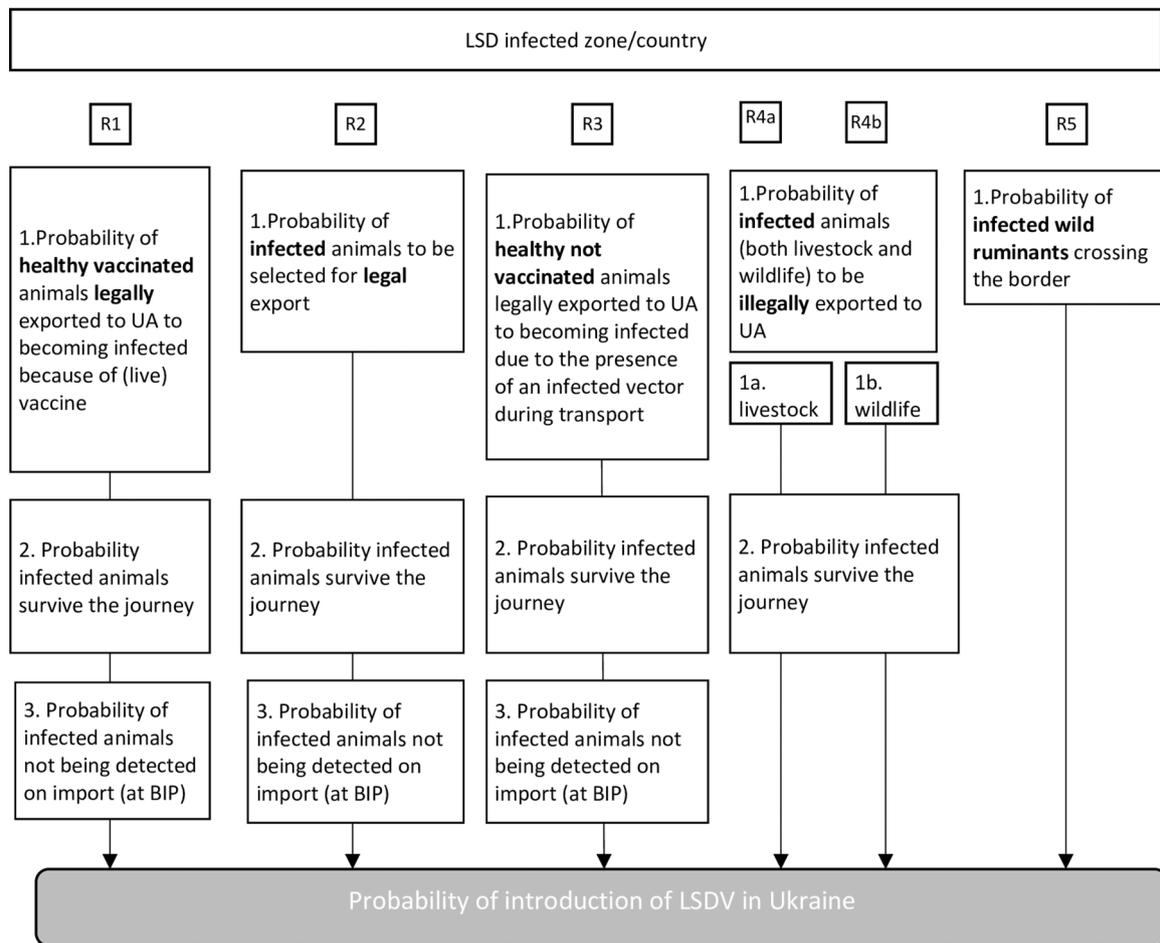 LSD infected zone/country
R1
R2
R3
R4a
R4b
R5
1.Probability of
healthy vaccinated
animals legally
exported to UA to
becoming infected
because of (live)
vaccine
1.Probability of
infected animals to be
selected for legal
export
1.Probability of
healthy not
vaccinated animals
legally exported to UA
to becoming infected
due to the presence
of an infected vector
during transport
1.Probability of
infected animals
(both livestock and
wildlife) to be
illegally exported to
UA
1a.
livestock
1b.
wildlife
1.Probability of
infected wild
ruminants crossing
the border
2. Probability
infected animals
survive the journey
2. Probability infected
animals survive the
journey
2. Probability infected
animals survive the
journey
2. Probability infected
animals survive the
journey
3. Probability of
infected animals
not being detected
on import (at BIP)
3. Probability of
infected animals not
being detected on
import (at BIP)
3. Probability of
infected animals not
being detected on
import (at BIP)
Probability of introduction of LSDV in Ukraine